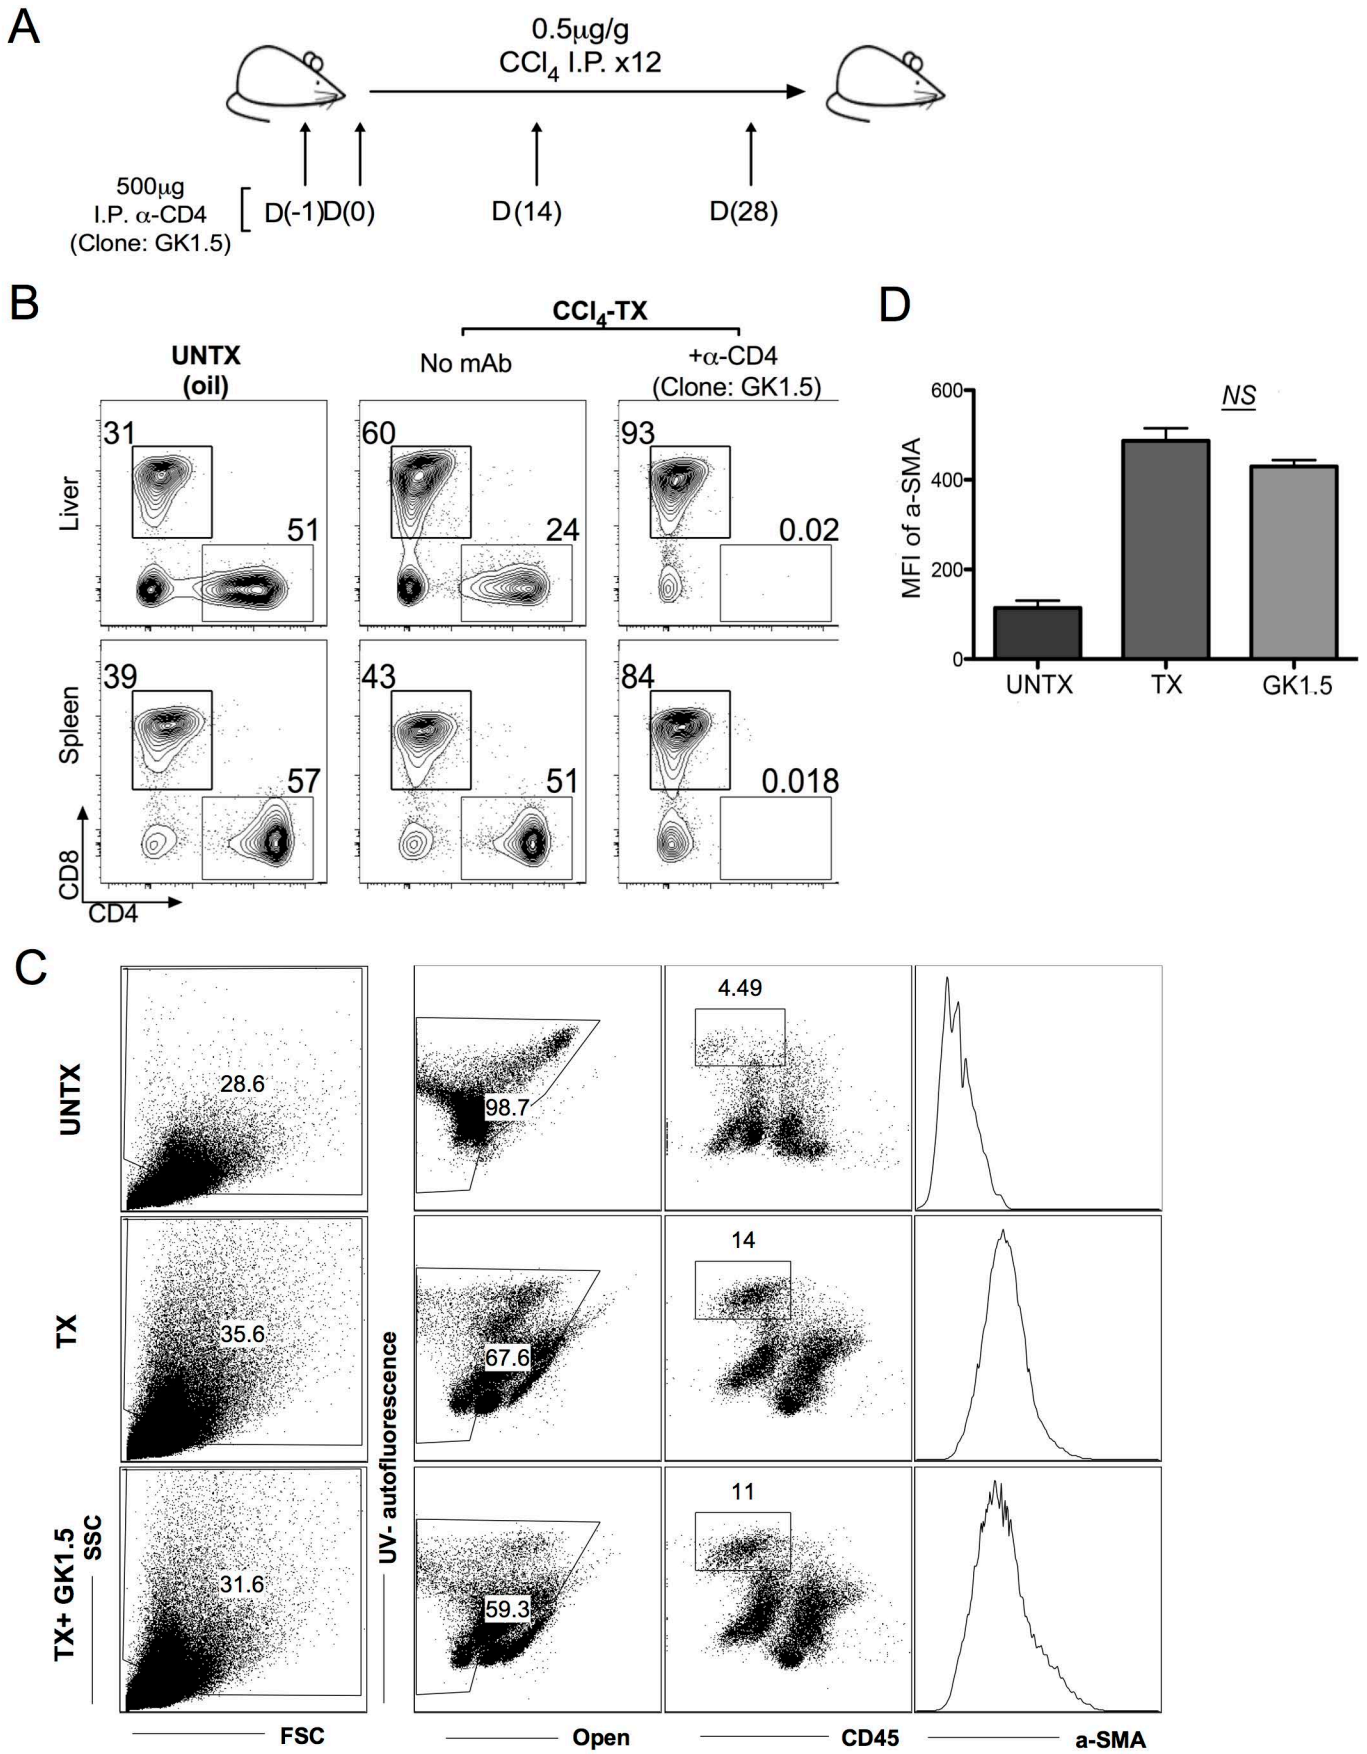 A
0.5µg/g
CCl4 I.P. x12
500µg
I.P. α-CD4
(Clone: GK1.5)
D(-1)D(0)
D(14)
D(28)
B
CCl4-TX
UNTX
(oil)
No mAb
+α-CD4
(Clone: GK1.5)
Liver
31
51
60
24
93
0.02
Spleen
39
57
43
51
84
0.018
CD8
CD4
D
MFI of a-SMA
600
400
200
0
NS
UNTX
TX
GK1.5
C
UNTX
28.6
98.7
4.49
TX
35.6
67.6
14
TX+ GK1.5
31.6
59.3
11
SSC
UV- autofluorescence
FSC
Open
CD45
a-SMA